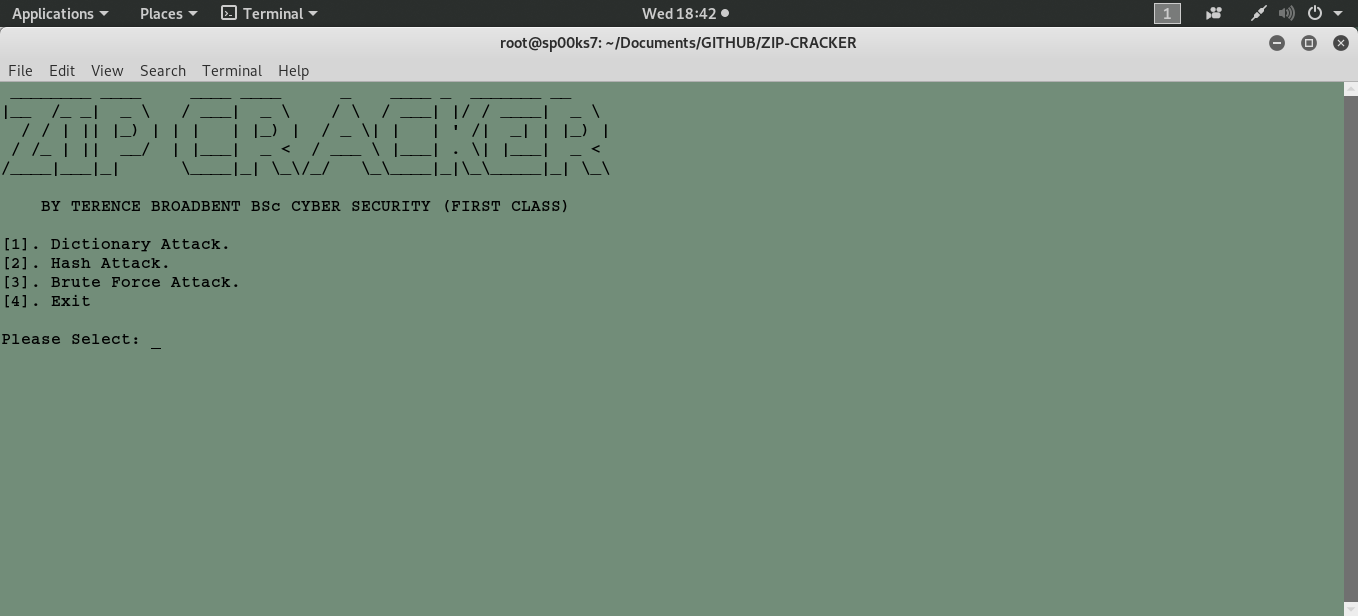 Applications Places Terminal Wed 18:42 1
root@sp00ks7: ~/Documents/GITHUB/ZIP-CRACKER
File Edit View Search Terminal Help
ZIP CRACKER
BY TERENCE BROADBENT BSc CYBER SECURITY (FIRST CLASS)
[1]. Dictionary Attack.
[2]. Hash Attack.
[3]. Brute Force Attack.
[4]. Exit
Please Select: _